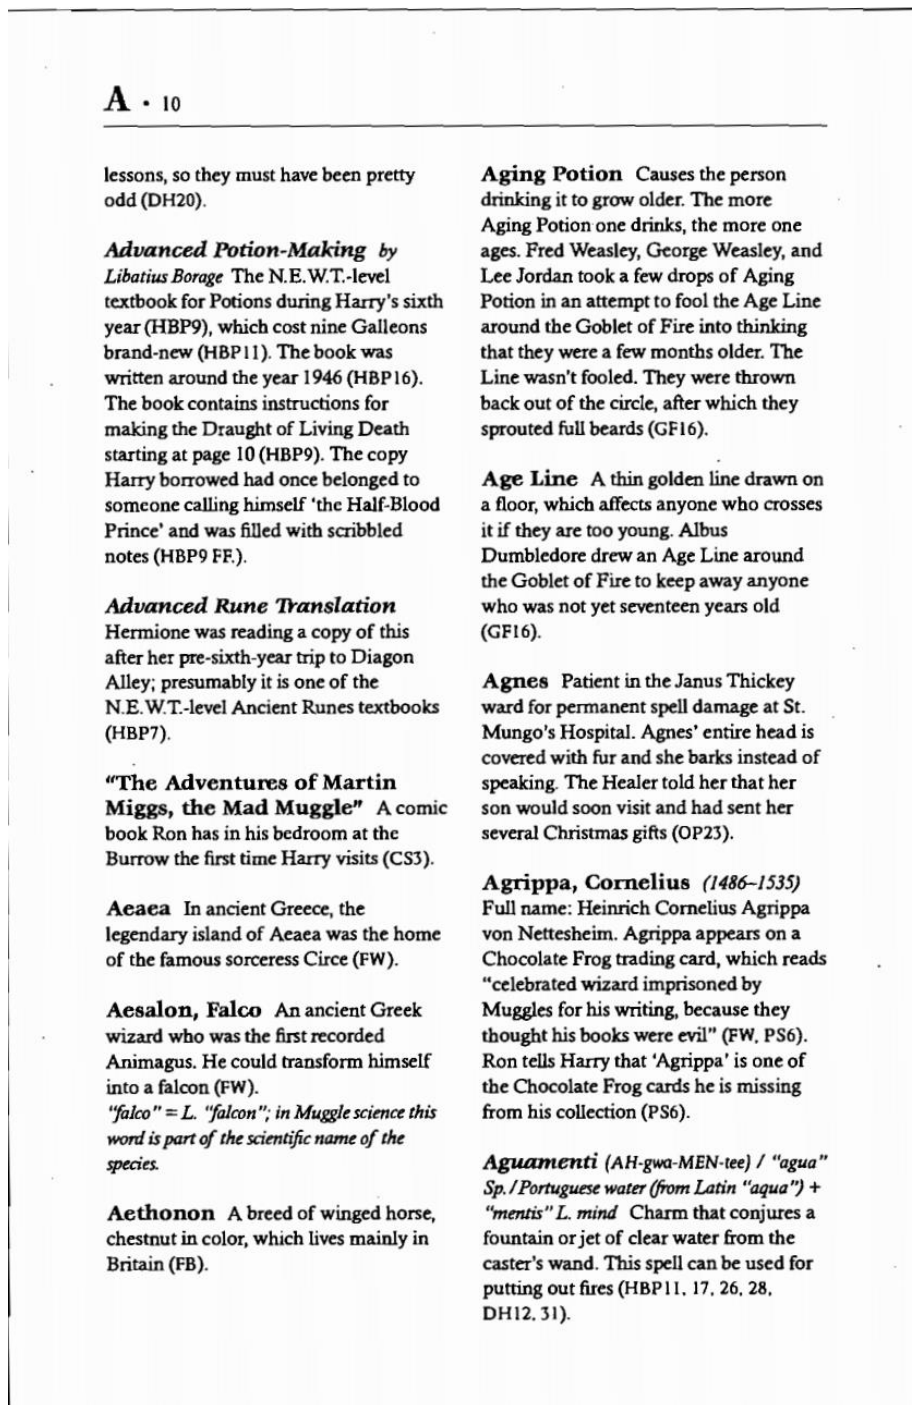 A · 10
lessons, so they must have been pretty
odd (DH20).
Advanced Potion-Making by
Libatius Borage The N.E.W.T.-level
textbook for Potions during Harry's sixth
year (HBP9), which cost nine Galleons
brand-new (HBP11). The book was
written around the year 1946 (HBP16).
The book contains instructions for
making the Draught of Living Death
starting at page 10 (HBP9). The copy
Harry borrowed had once belonged to
someone calling himself 'the Half-Blood
Prince' and was filled with scribbled
notes (HBP9 FF.).
Advanced Rune Translation
Hermione was reading a copy of this
after her pre-sixth-year trip to Diagon
Alley; presumably it is one of the
N.E.W.T.-level Ancient Runes textbooks
(HBP7).
"The Adventures of Martin
Miggs, the Mad Muggle" A comic
book Ron has in his bedroom at the
Burrow the first time Harry visits (CS3).
Aeaea In ancient Greece, the
legendary island of Aeaea was the home
of the famous sorceress Circe (FW).
Aesalon, Falco An ancient Greek
wizard who was the first recorded
Animagus. He could transform himself
into a falcon (FW).
"falco" = L. "falcon"; in Muggle science this
word is part of the scientific name of the
species.
Aethonon A breed of winged horse,
chestnut in color, which lives mainly in
Britain (FB).
Aging Potion Causes the person
drinking it to grow older. The more
Aging Potion one drinks, the more one
ages. Fred Weasley, George Weasley, and
Lee Jordan took a few drops of Aging
Potion in an attempt to fool the Age Line
around the Goblet of Fire into thinking
that they were a few months older. The
Line wasn't fooled. They were thrown
back out of the circle, after which they
sprouted full beards (GF16).
Age Line A thin golden line drawn on
a floor, which affects anyone who crosses
it if they are too young. Albus
Dumbledore drew an Age Line around
the Goblet of Fire to keep away anyone
who was not yet seventeen years old
(GF16).
Agnes Patient in the Janus Thickey
ward for permanent spell damage at St.
Mungo's Hospital. Agnes' entire head is
covered with fur and she barks instead of
speaking. The Healer told her that her
son would soon visit and had sent her
several Christmas gifts (OP23).
Agrippa, Cornelius (1486–1535)
Full name: Heinrich Cornelius Agrippa
von Nettesheim. Agrippa appears on a
Chocolate Frog trading card, which reads
"celebrated wizard imprisoned by
Muggles for his writing, because they
thought his books were evil" (FW, PS6).
Ron tells Harry that 'Agrippa' is one of
the Chocolate Frog cards he is missing
from his collection (PS6).
Aguamenti (AH-gwa-MEN-tee) / "agua"
Sp./Portuguese water (from Latin "aqua") +
"mentis" L. mind Charm that conjures a
fountain or jet of clear water from the
caster's wand. This spell can be used for
putting out fires (HBP11, 17, 26, 28,
DH12, 31).